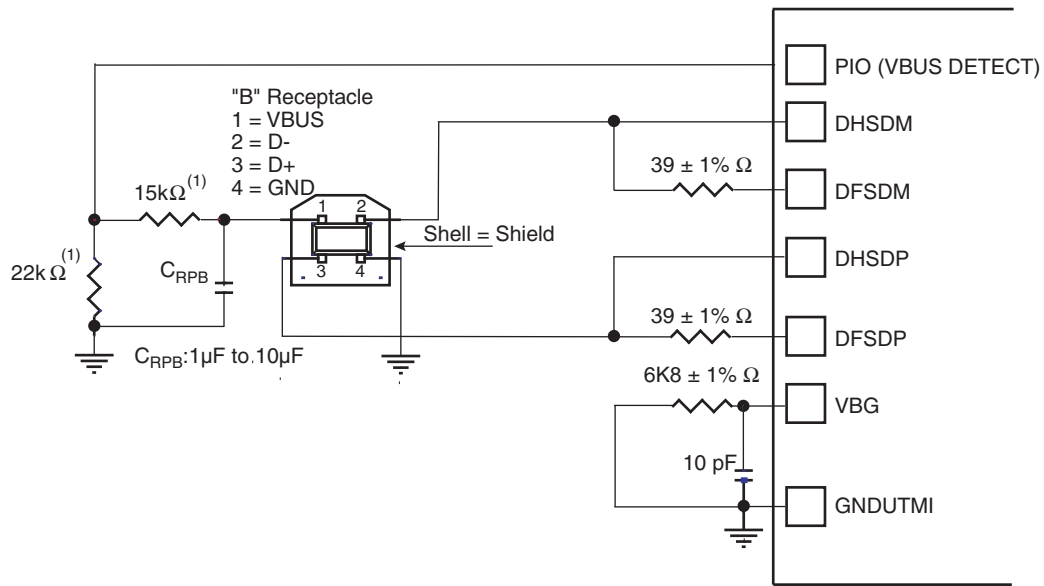 PIO (VBUS DETECT)
"B" Receptacle
1 = VBUS
2 = D-
3 = D+
4 = GND
DHSDM
39 ± 1% Ω
DFSDM
15kΩ(1)
1 2
Shell = Shield
DHSDP
22k Ω(1)
CRPB
3 4
39 ± 1% Ω
DFSDP
CRPB:1µF to 10µF
6K8 ± 1% Ω
VBG
10 pF
GNDUTMI